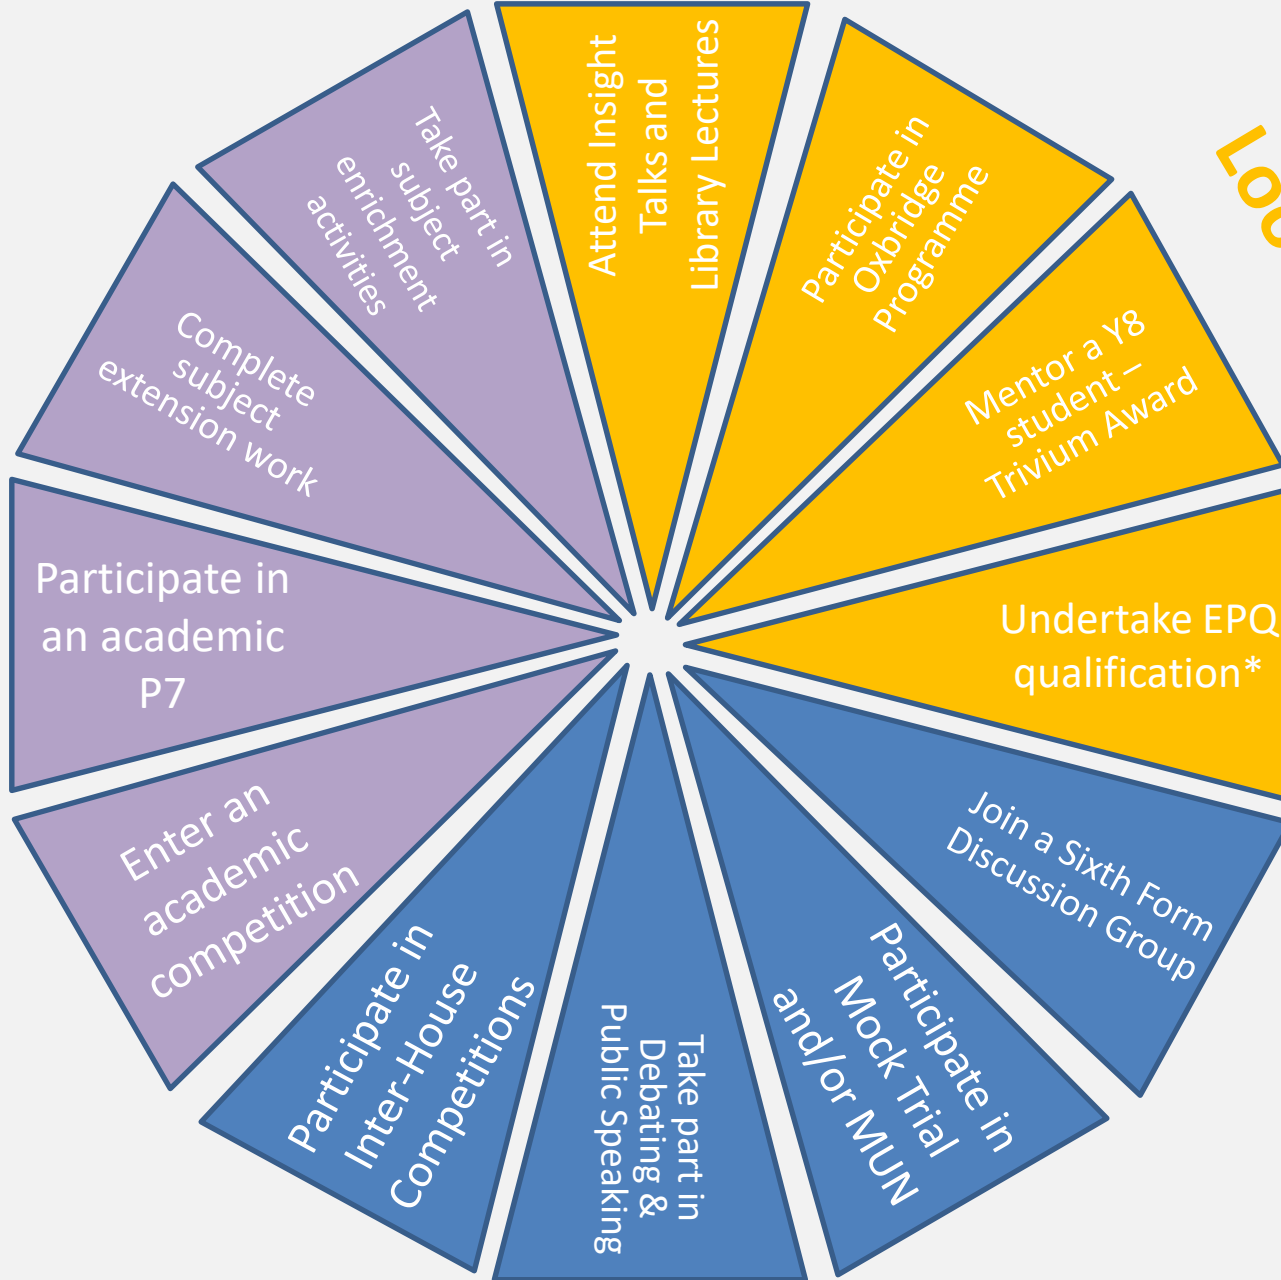 Attend Insight
Talks and
Library Lectures
Participate in
Oxbridge
Programme
Mentor a Y8
student –
Trivium Award
Undertake EPQ
qualification*
Join a Sixth Form
Discussion Group
Participate in
Mock Trial
and/or MUN
Take part in
Debating &
Public Speaking
Participate in
Inter-House
Competitions
Enter an
academic
competition
Participate in
an academic
P7
Complete
subject
extension work
Take part in
subject
enrichment
activities